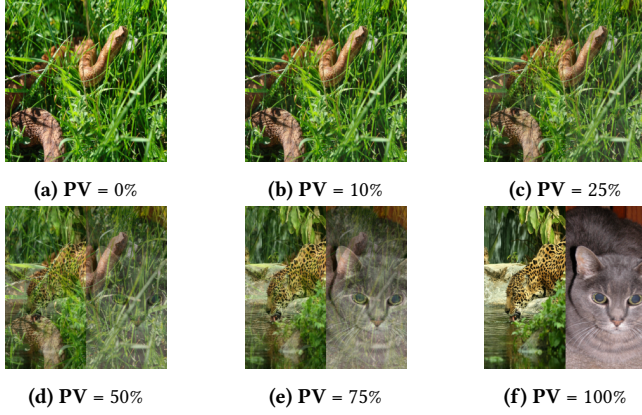 (a) PV = 0%
(b) PV = 10%
(c) PV = 25%
(d) PV = 50%
(e) PV = 75%
(f) PV = 100%